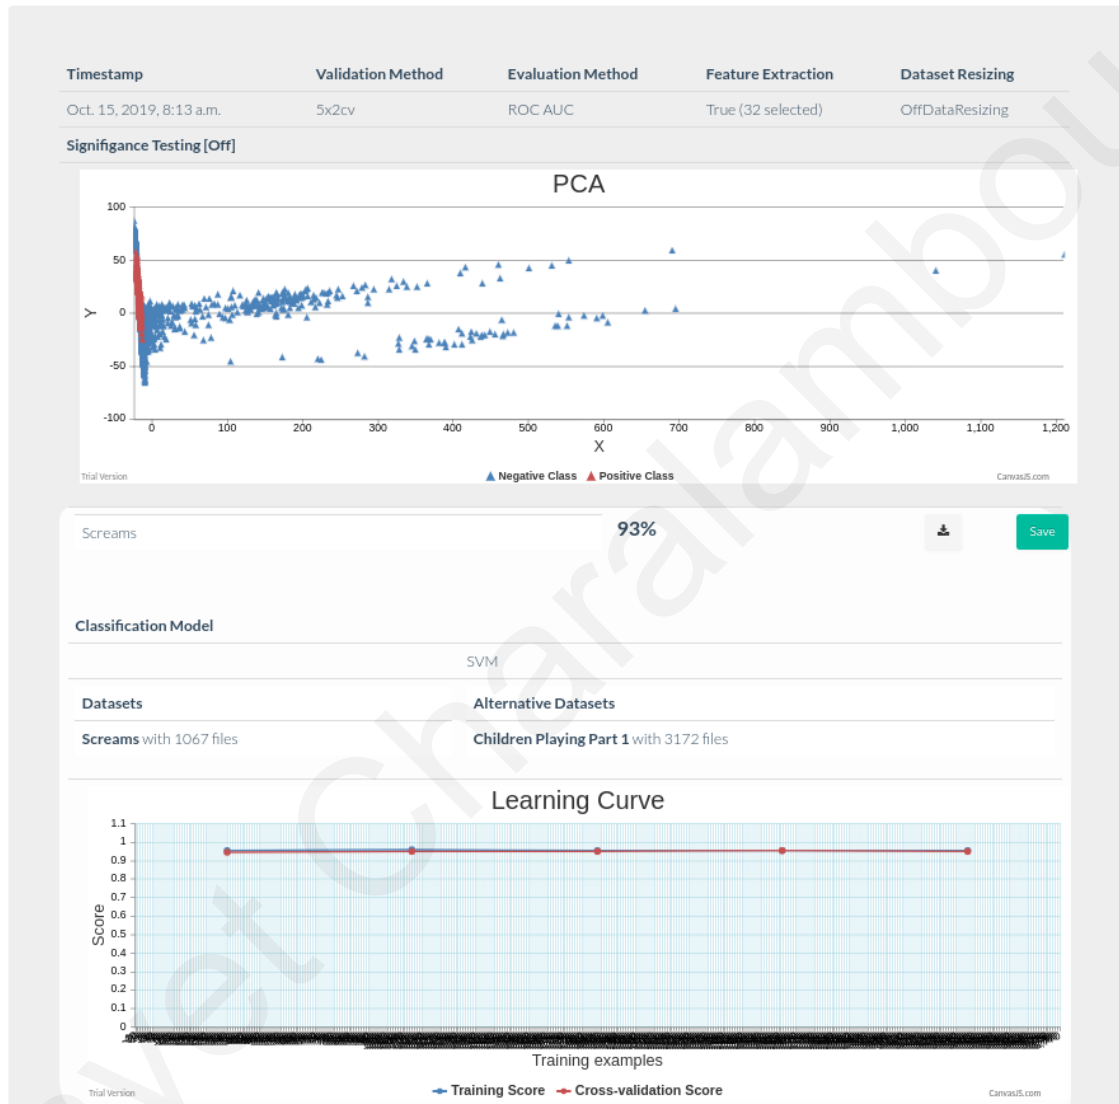 Timestamp Validation Method Evaluation Method Feature Extraction Dataset Resizing
Oct. 15, 2019, 8:13 a.m. 5x2cv ROC AUC True (32 selected) OffDataResizing
Signifigance Testing [Off]
PCA
100
50
0
-50
-100
Y
0 100 200 300 400 500 600 700 800 900 1,000 1,100 1,200
X
Trial Version
Negative Class Positive Class
CanvasJS.com
Screams 93% Save
Classification Model
SVM
Datasets Alternative Datasets
Screams with 1067 files Children Playing Part 1 with 3172 files
Learning Curve
1.1
1
0.9
0.8
0.7
0.6
0.5
0.4
0.3
0.2
0.1
0
Score
Training examples
Trial Version
Training Score Cross-validation Score
CanvasJS.com